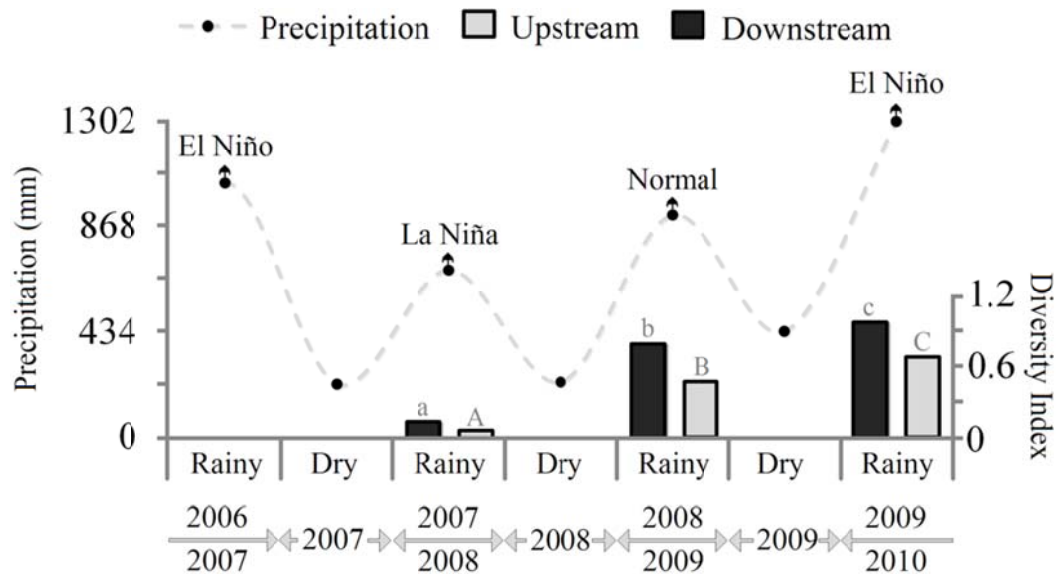 Precipitation Upstream Downstream
El Niño
1302
El Niño
Normal
868
La Niña
Precipitation (mm)
434
0
1.2
0.6
0
Diversity Index
a A b B c C
Rainy Dry Rainy Dry Rainy Dry Rainy
2006 2007 2008 2009
2007 2008 2009
2007 2008 2009 2010